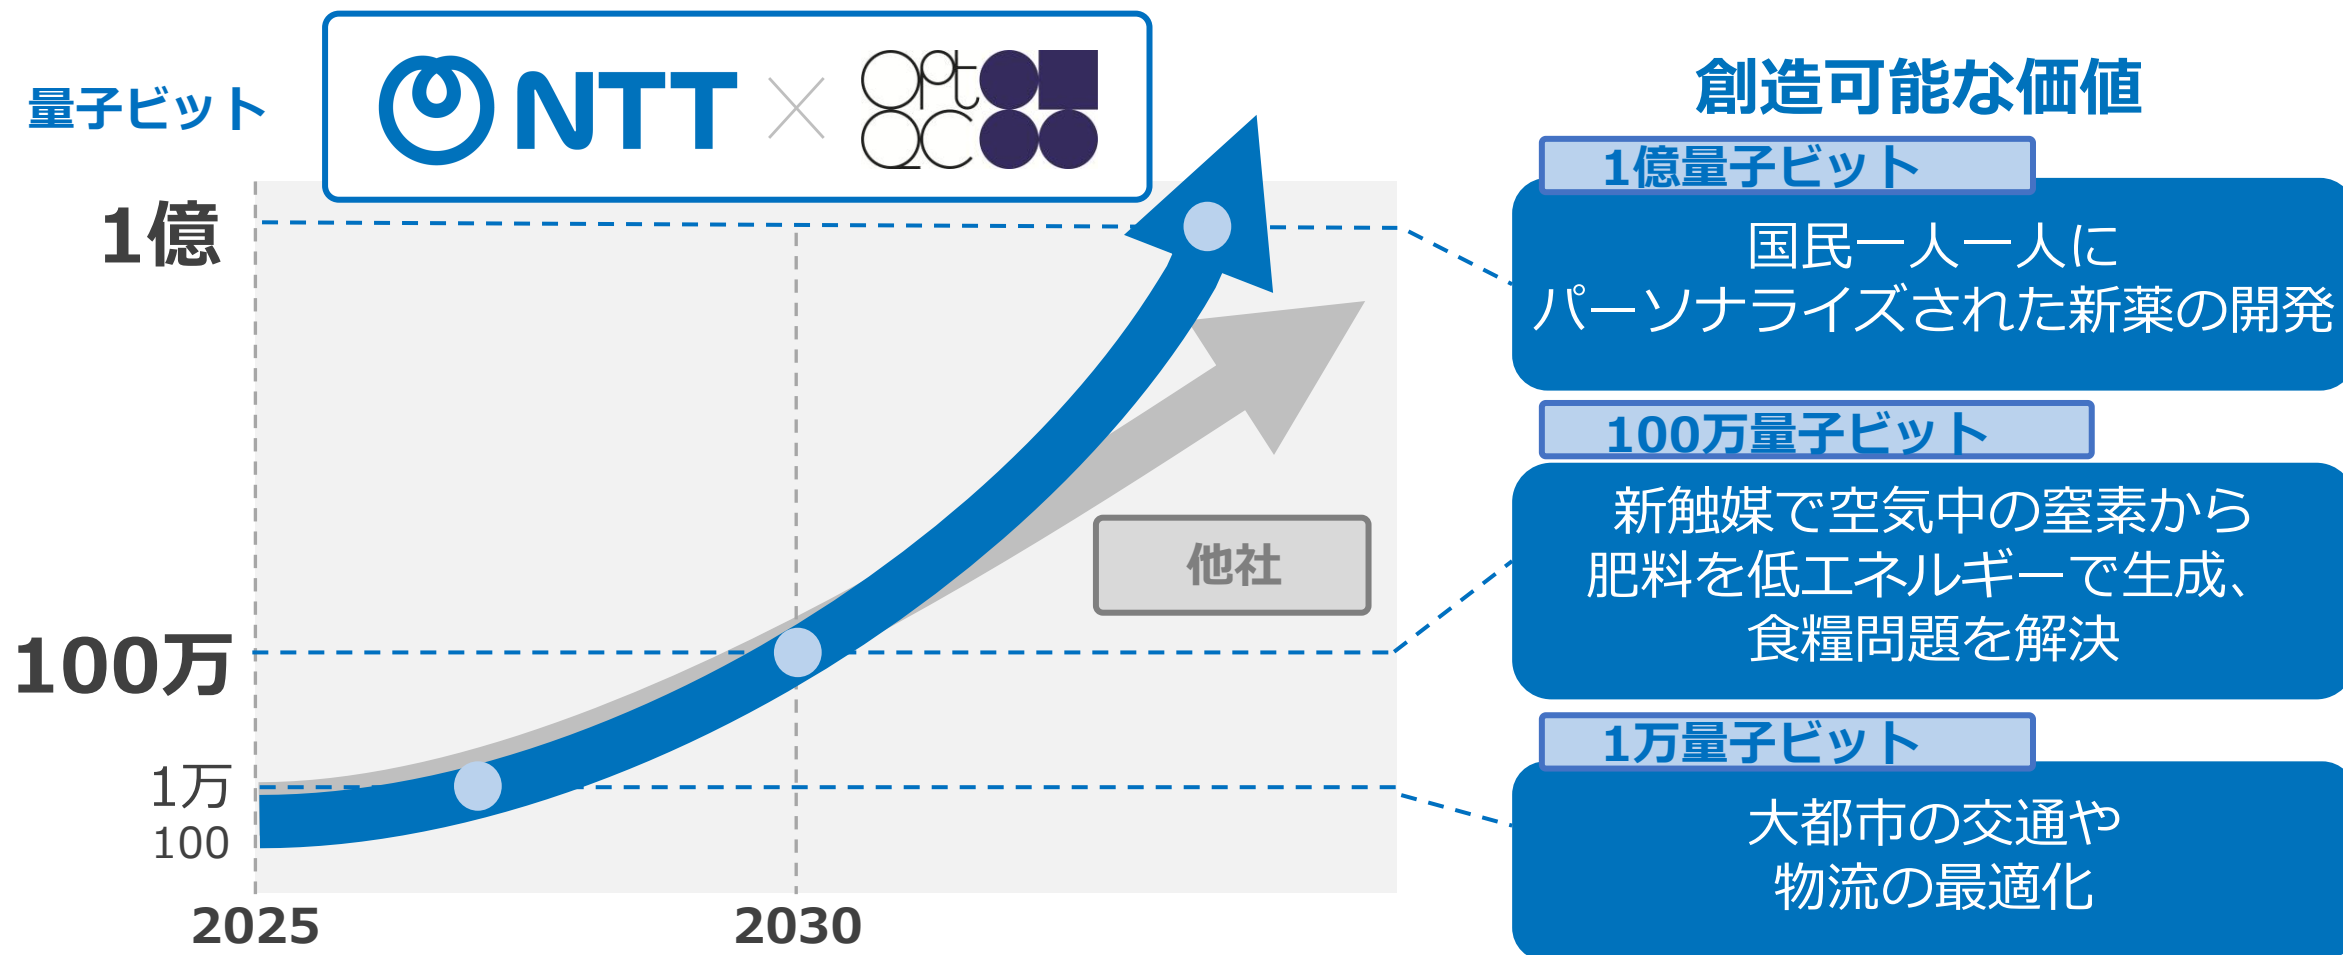 量子ビット
NTT
OptQC
1億
100万
1万
100
2025
2030
他社
創造可能な価値
1億量子ビット
国民一人一人に
パーソナライズされた新薬の開発
100万量子ビット
新触媒で空気中の窒素から
肥料を低エネルギーで生成、
食糧問題を解決
1万量子ビット
大都市の交通や
物流の最適化